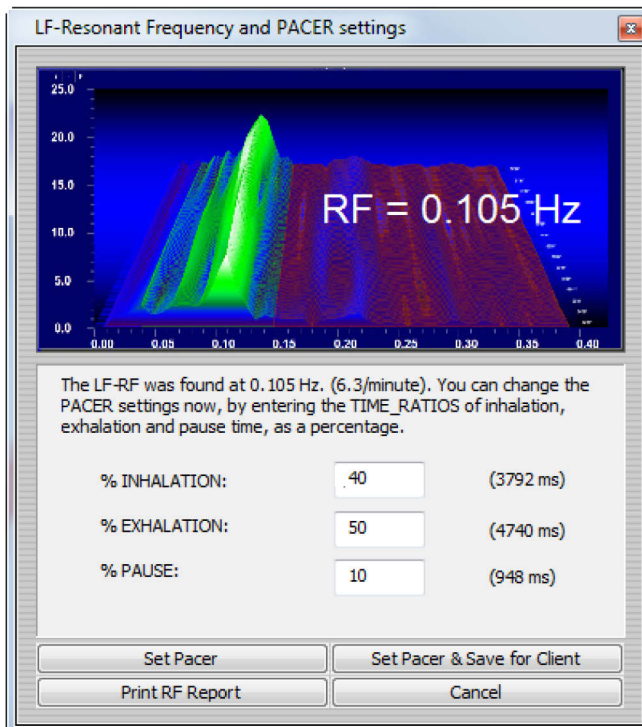 LF-Resonant Frequency and PACER settings
25.0
20.0
15.0
10.0
5.0
0.0
RF = 0.105 Hz
0.00 0.05 0.10 0.15 0.20 0.25 0.30 0.35 0.40
The LF-RF was found at 0.105 Hz. (6.3/minute). You can change the
PACER settings now, by entering the TIME_RATIOS of inhalation,
exhalation and pause time, as a percentage.
% INHALATION: .40 (3792 ms)
% EXHALATION: 50 (4740 ms)
% PAUSE: 10 (948 ms)
Set Pacer Set Pacer & Save for Client
Print RF Report Cancel